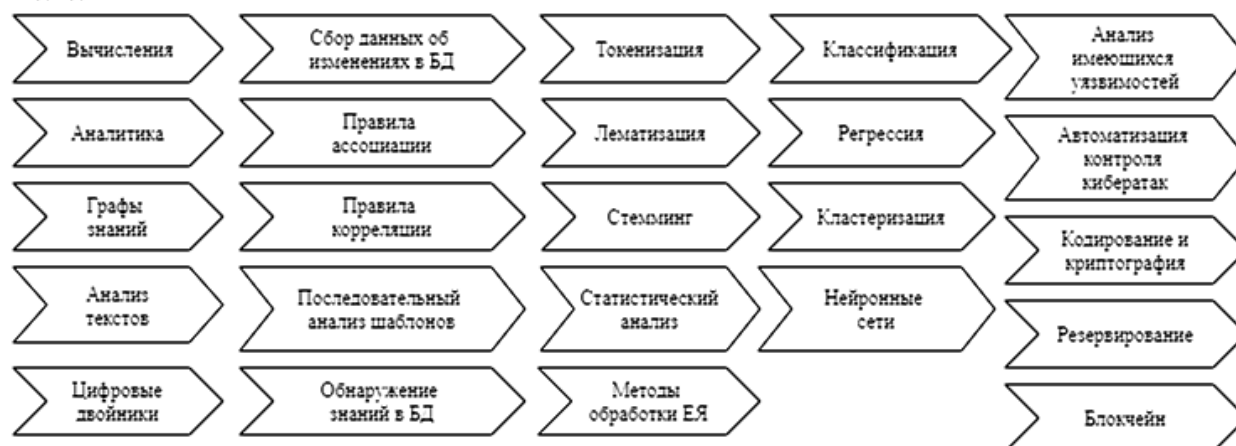 Вычисления
Сбор данных об
изменениях в БД
Токенизация
Классификация
Анализ
имеющихся
уязвимостей
Аналитика
Правила
ассоциации
Лематизация
Регрессия
Автоматизация
контроля
кибератак
Графы
знаний
Правила
корреляции
Стемминг
Кластеризация
Кодирование и
криптография
Анализ
текстов
Последовательный
анализ шаблонов
Статистический
анализ
Нейронные
сети
Резервирование
Цифровые
двойники
Обнаружение
знаний в БД
Методы
обработки ЕЯ
Блокчейн